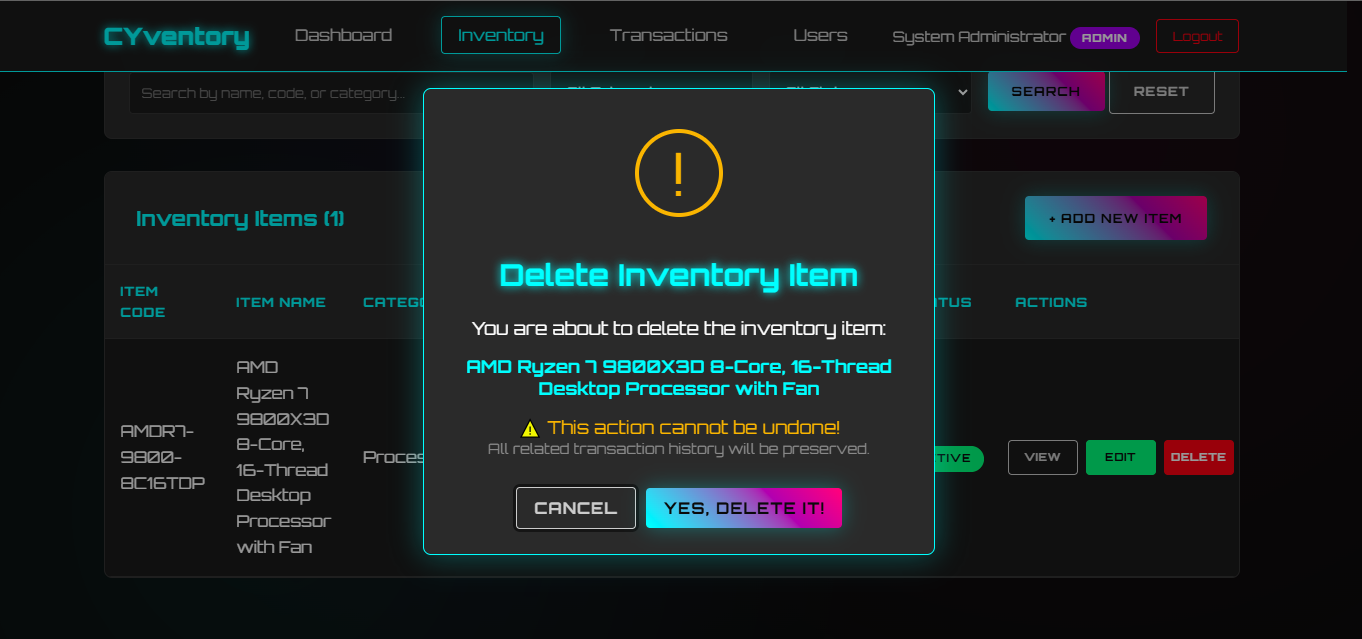 CYventory
Dashboard
Inventory
Transactions
Users
System Administrator ADMIN
Logout
Search by name, code, or category...
SEARCH
RESET
Inventory Items (1)
+ ADD NEW ITEM
ITEM
CODE
ITEM NAME
CATEGO
TUS
ACTIONS
AMDR7-
9800-
8C16TDP
AMD
Ryzen 7
9800X3D
8-Core,
16-Thread
Desktop
Processor
with Fan
Proces
TIVE
VIEW
EDIT
DELETE
!
Delete Inventory Item
You are about to delete the inventory item:
AMD Ryzen 7 9800X3D 8-Core, 16-Thread
Desktop Processor with Fan
⚠ This action cannot be undone!
All related transaction history will be preserved.
CANCEL
YES, DELETE IT!